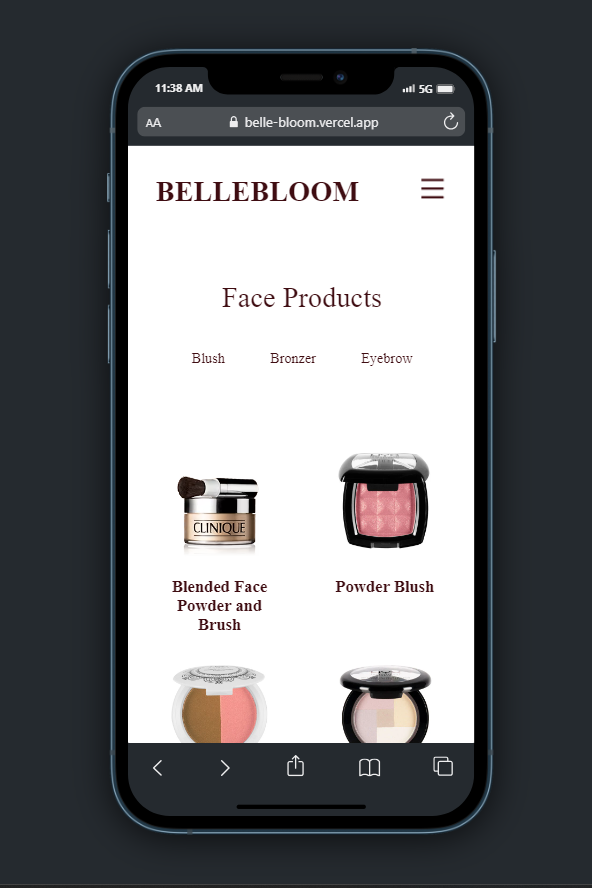 11:38 AM
5G
AA
belle-bloom.vercel.app
BELLEBLOOM
Face Products
Blush
Bronzer
Eyebrow
CLINIQUE
Blended Face
Powder and
Brush
Powder Blush